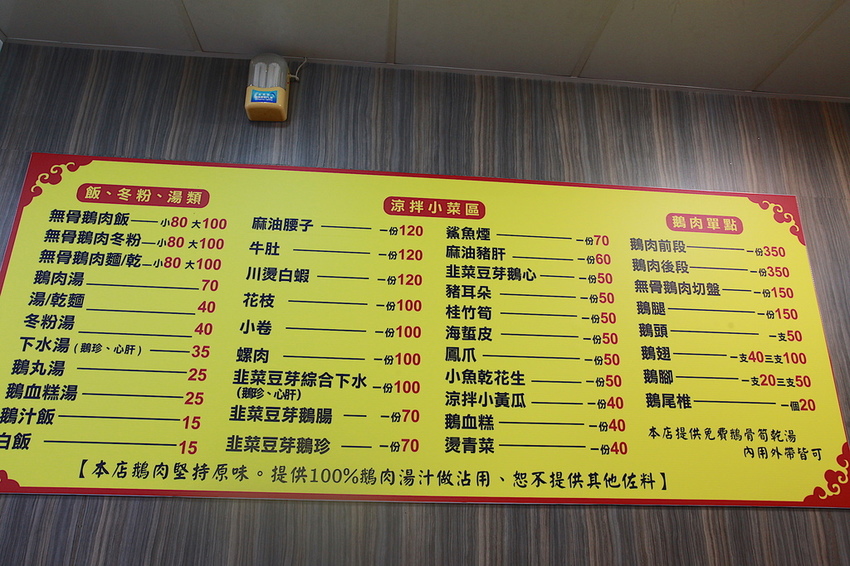 飯、冬粉、湯類
無骨鵝肉飯 小80 大100
無骨鵝肉冬粉 小80 大100
無骨鵝肉麵/乾 小80 大100
鵝肉湯 70
湯/乾麵 40
冬粉湯 40
下水湯(鵝珍、心肝) 35
鵝丸湯 25
鵝血糕湯 25
鵝汁飯 15
白飯 15
涼拌小菜區
麻油腰子 一份120
牛肚 一份120
川燙白蝦 一份120
花枝 一份100
小卷 一份100
螺肉 一份100
韭菜豆芽綜合下水 一份100
(鵝珍、心肝)
韭菜豆芽鵝腸 一份70
韭菜豆芽鵝珍 一份70
鯊魚煙 一份70
麻油豬肝 一份60
韭菜豆芽鵝心 一份50
豬耳朵 一份50
桂竹筍 一份50
海蜇皮 一份50
鳳爪 一份50
小魚乾花生 一份50
涼拌小黃瓜 一份40
鵝血糕 一份40
燙青菜 一份40
鵝肉單點
鵝肉前段 一份350
鵝肉後段 一份350
無骨鵝肉切盤 一份150
鵝腿 一份150
鵝頭 一支50
鵝翅 一支40三支100
鵝腳 一支20三支50
鵝尾椎 一個20
本店提供免費鵝骨筍乾湯
內用外帶皆可
【本店鵝肉堅持原味。提供100%鵝肉湯汁做沾用、恕不提供其他佐料】